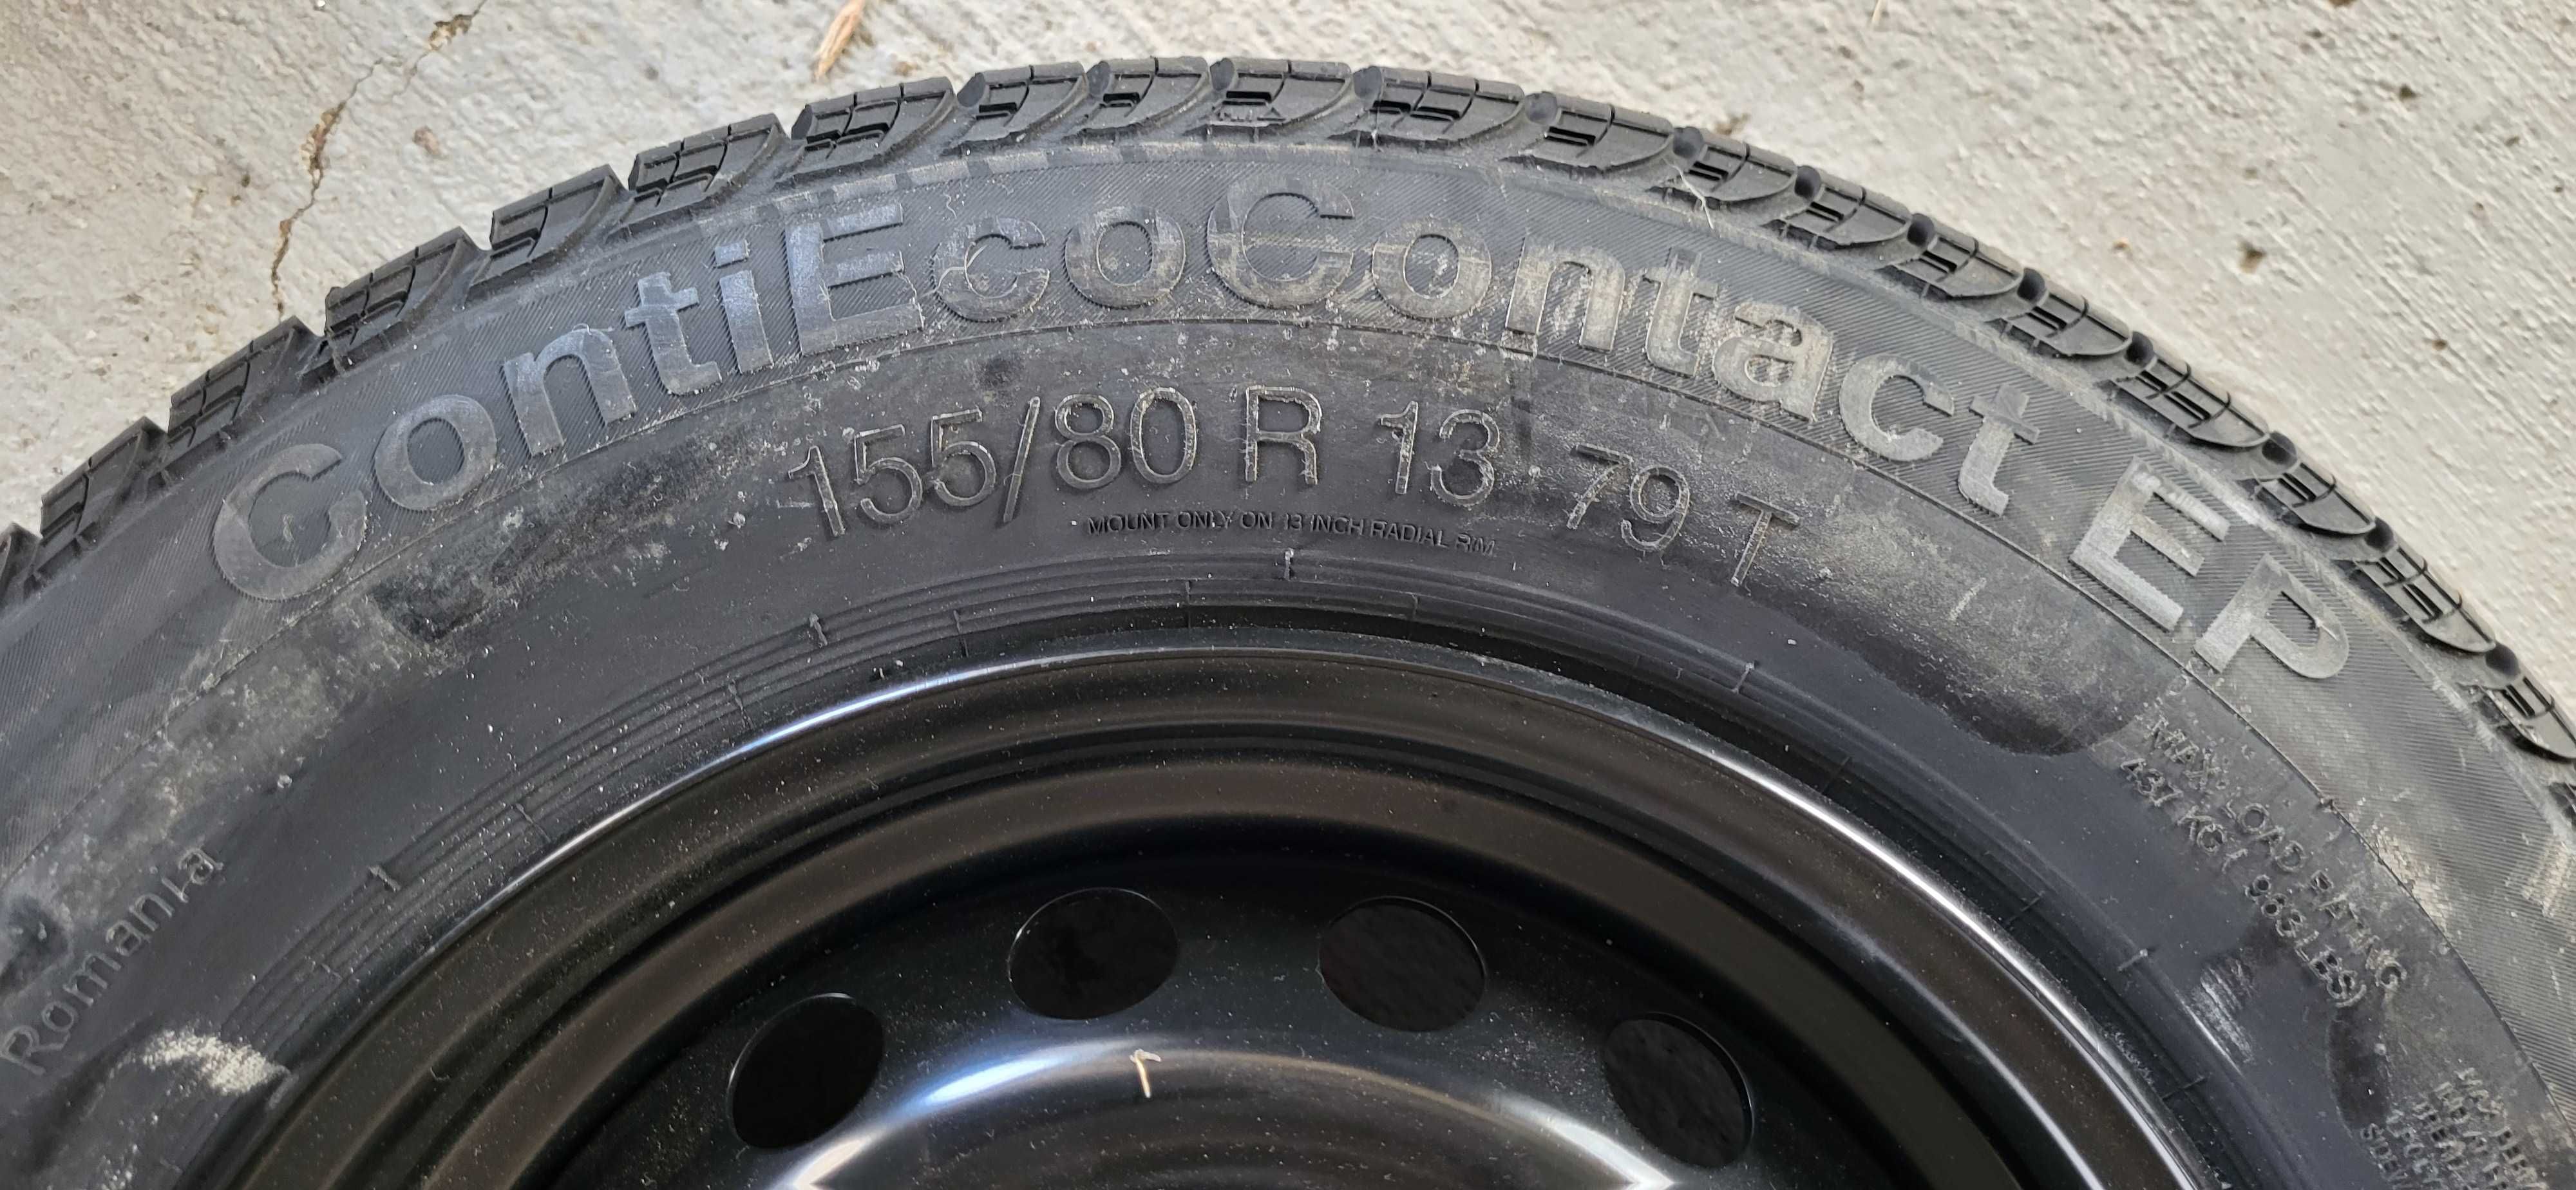 ContiEcoContact EP
155/80 R 13 79 T
MOUNT ONLY ON 13 INCH RADIAL RIM
Romania
MAX. LOAD RATING
437 KG ( 963 LBS)